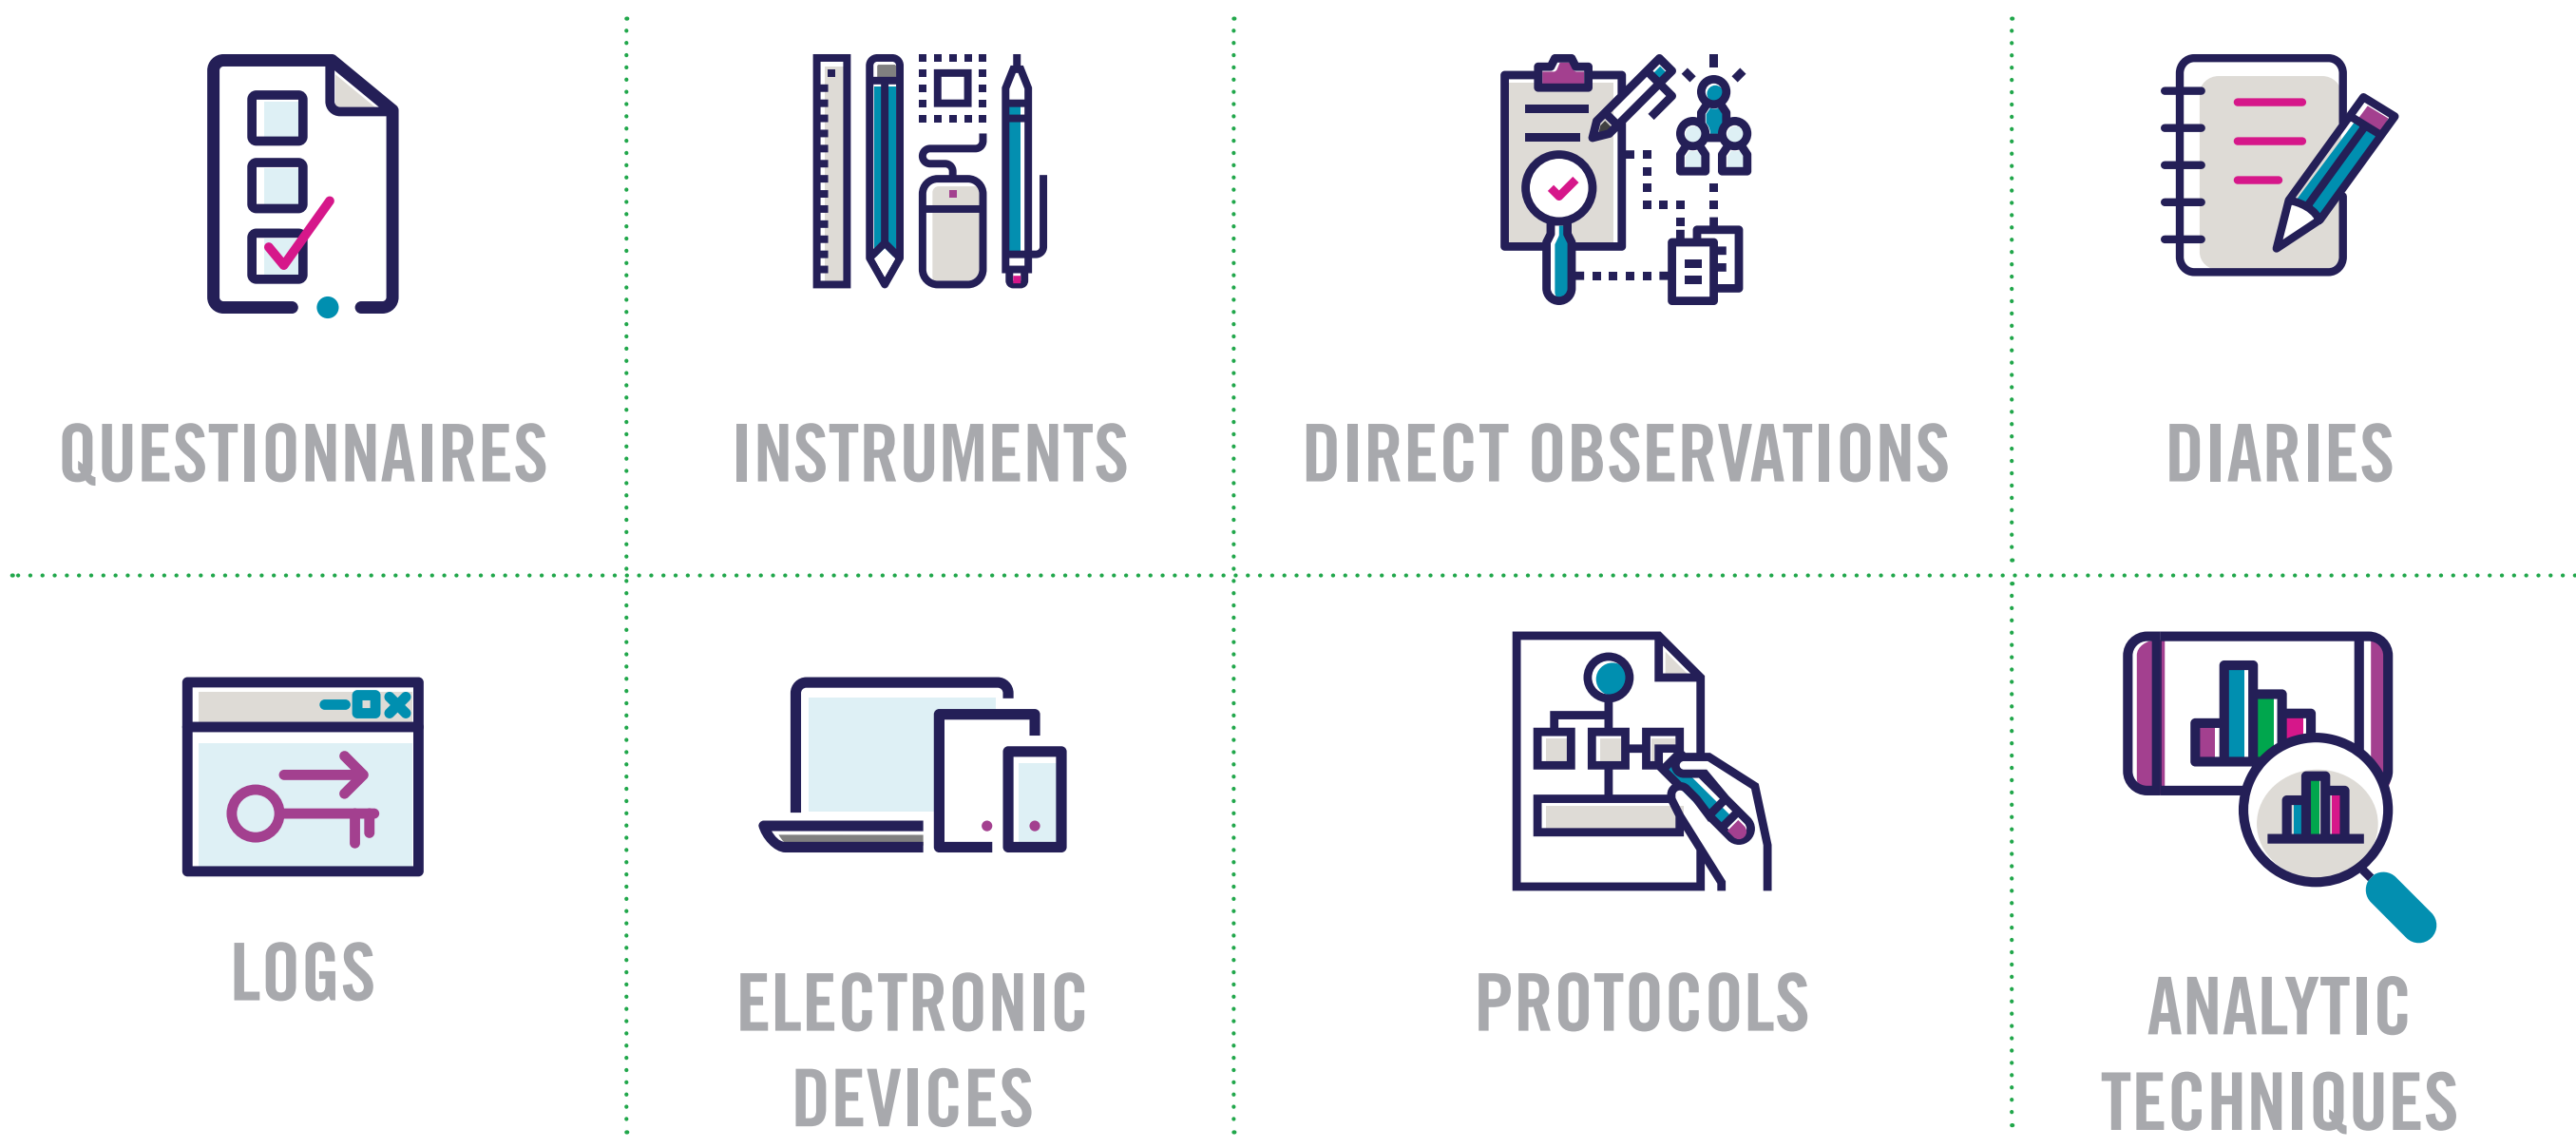 QUESTIONNAIRES
INSTRUMENTS
DIRECT OBSERVATIONS
DIARIES
LOGS
ELECTRONIC
DEVICES
PROTOCOLS
ANALYTIC
TECHNIQUES